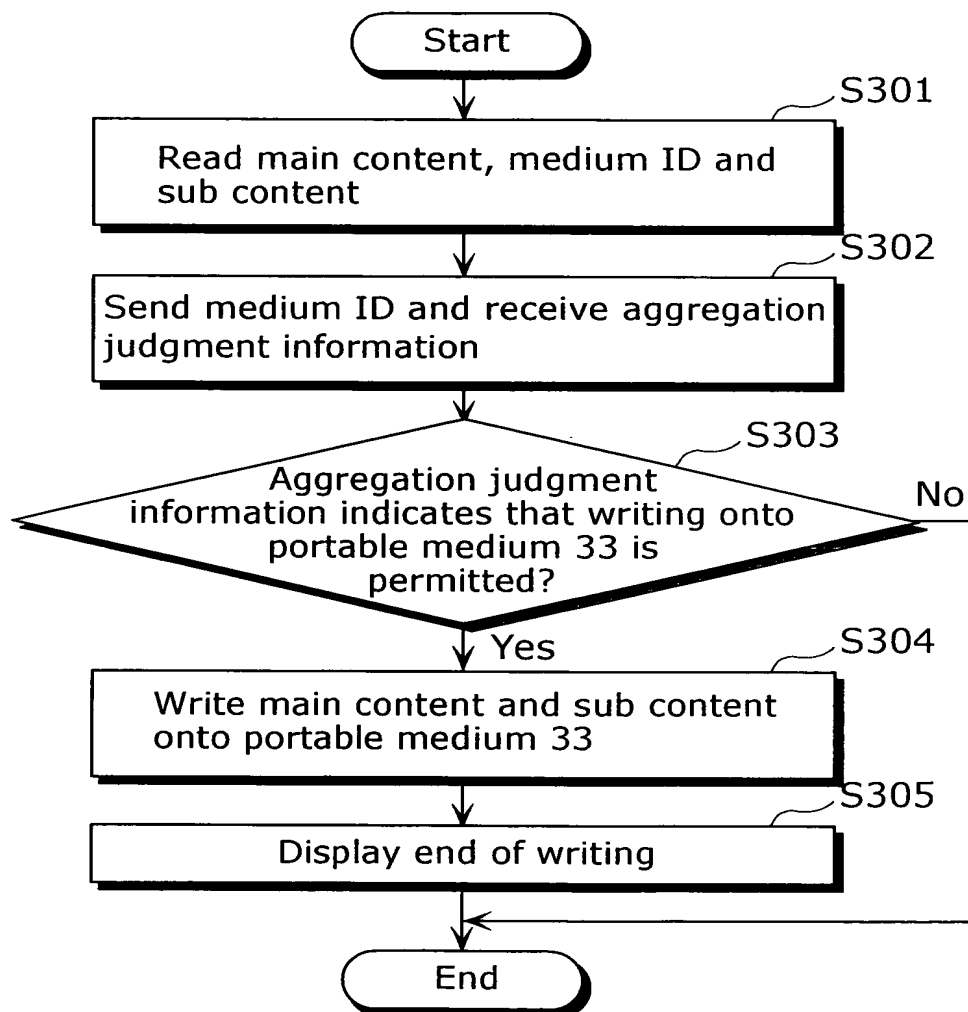 Start
S301
Read main content, medium ID and
sub content
S302
Send medium ID and receive aggregation
judgment information
S303
Aggregation judgment
information indicates that writing onto
portable medium 33 is
permitted?
No
Yes
S304
Write main content and sub content
onto portable medium 33
S305
Display end of writing
End